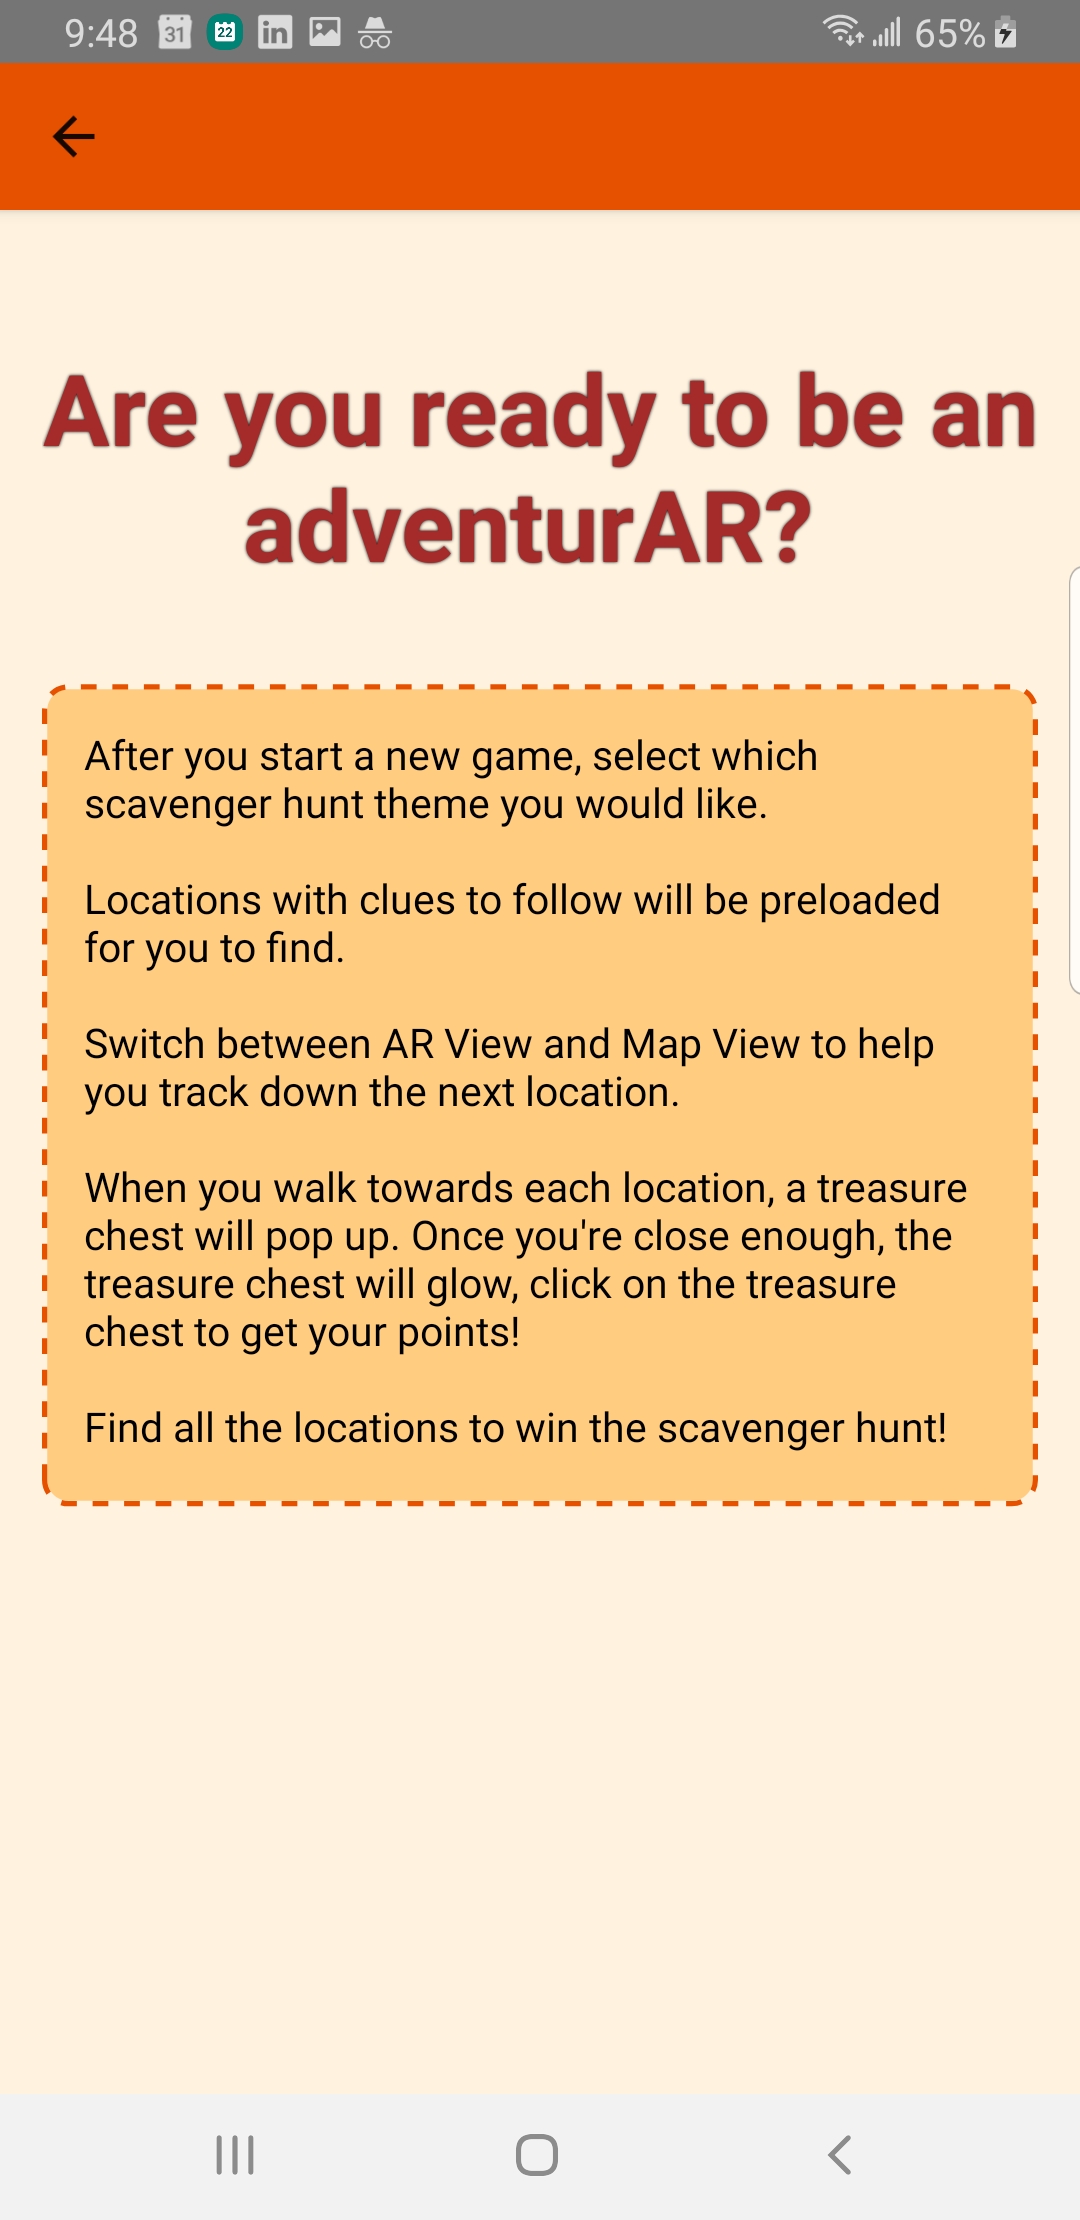 9:48 31 22 in 65%
Are you ready to be an
adventurAR?
After you start a new game, select which
scavenger hunt theme you would like.
Locations with clues to follow will be preloaded
for you to find.
Switch between AR View and Map View to help
you track down the next location.
When you walk towards each location, a treasure
chest will pop up. Once you're close enough, the
treasure chest will glow, click on the treasure
chest to get your points!
Find all the locations to win the scavenger hunt!